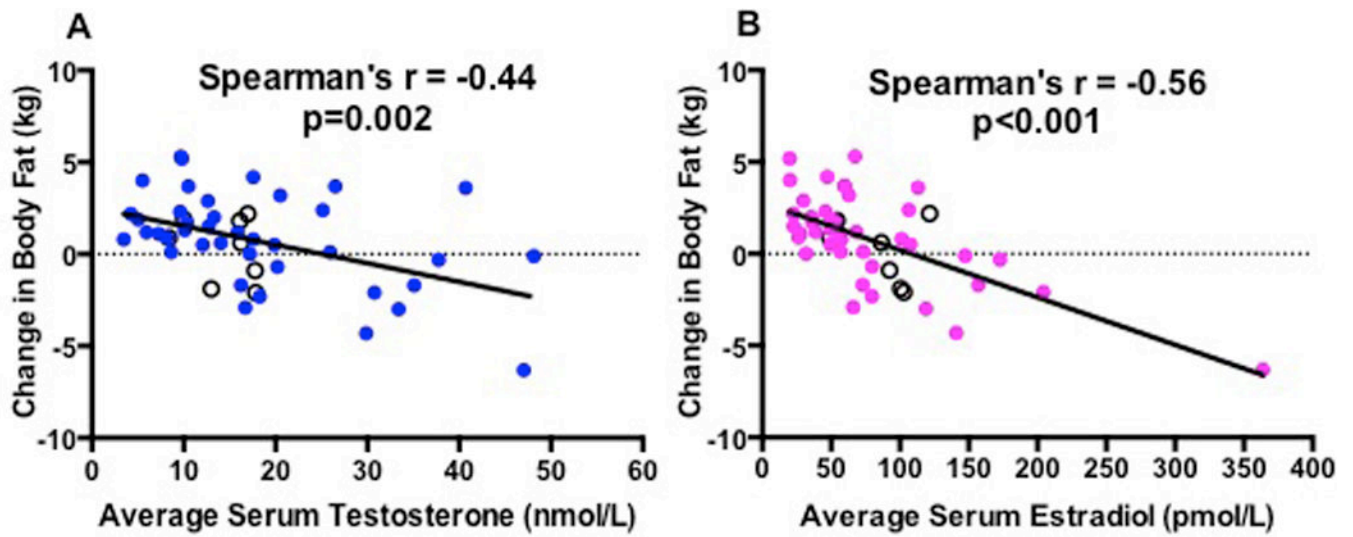 A
Spearman's r = -0.44
p=0.002
Change in Body Fat (kg)
10
5
0
-5
-10
0 10 20 30 40 50 60
Average Serum Testosterone (nmol/L)
B
Spearman's r = -0.56
p<0.001
Change in Body Fat (kg)
10
5
0
-5
-10
0 50 100 150 200 250 300 350 400
Average Serum Estradiol (pmol/L)